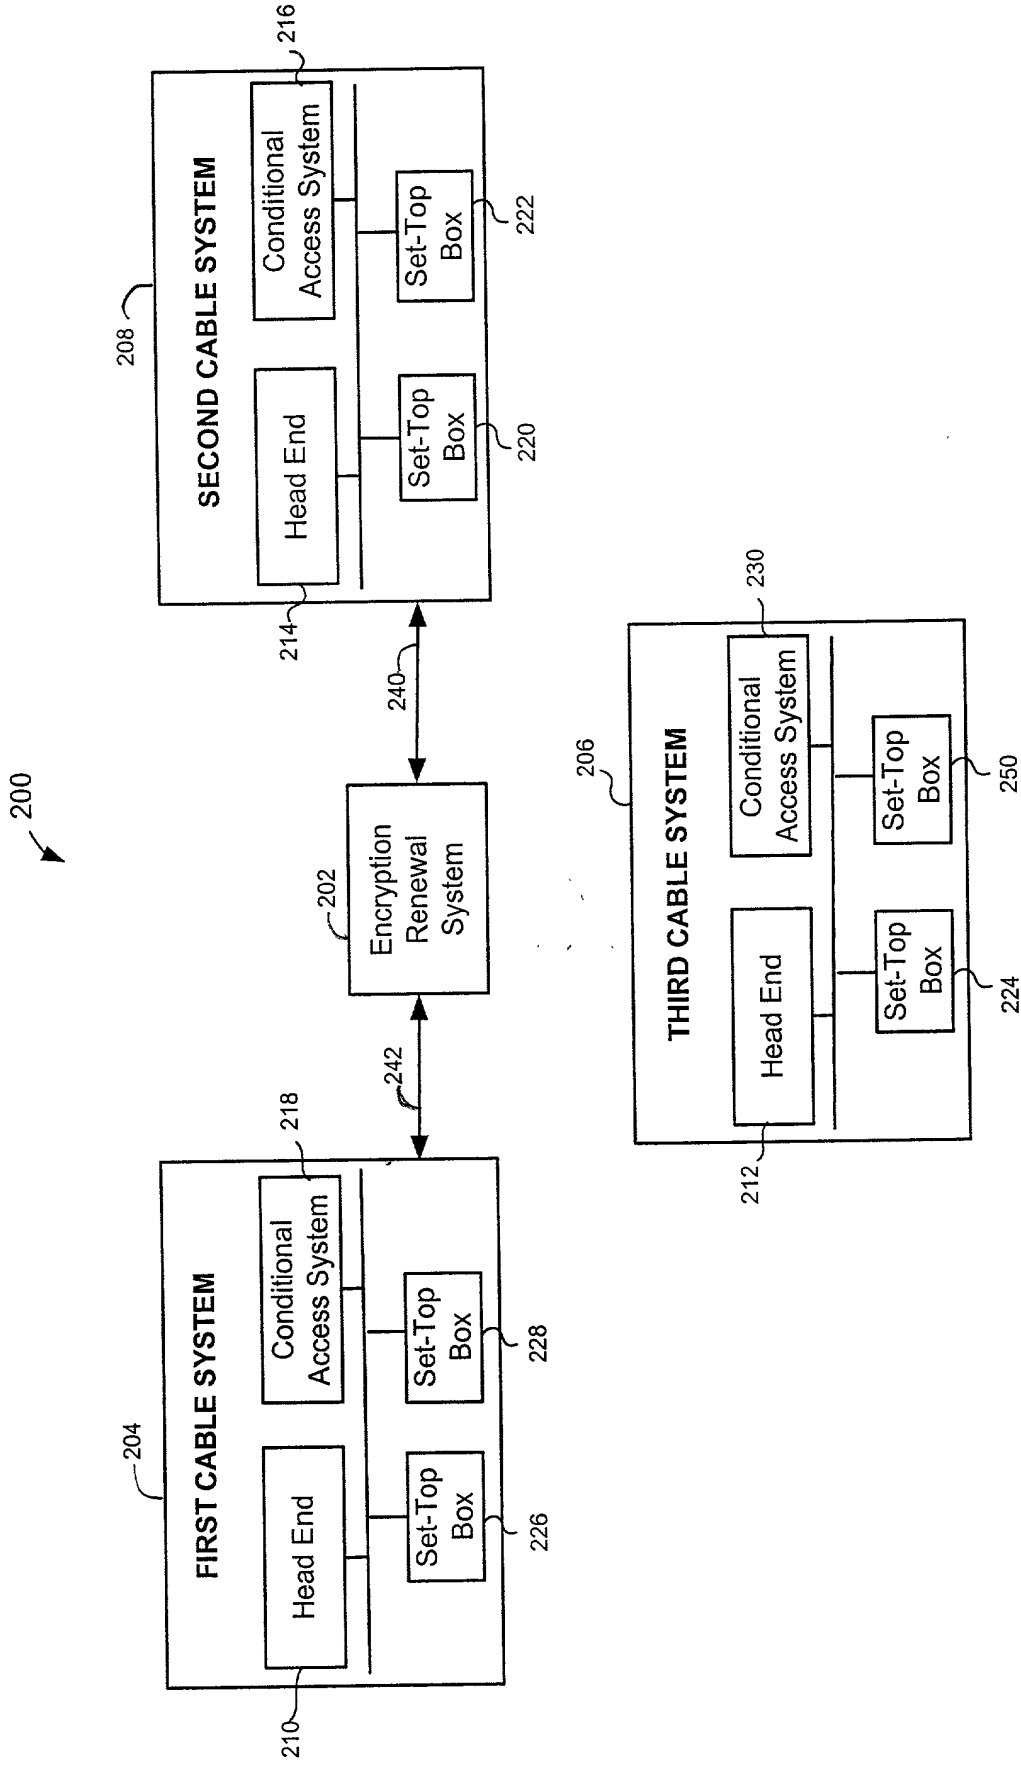 200
204
FIRST CABLE SYSTEM
210
Head End
218
Conditional
Access System
Set-Top
Box
226
Set-Top
Box
228
242
202
Encryption
Renewal
System
240
208
SECOND CABLE SYSTEM
214
Head End
216
Conditional
Access System
Set-Top
Box
220
Set-Top
Box
222
206
THIRD CABLE SYSTEM
212
Head End
230
Conditional
Access System
Set-Top
Box
224
Set-Top
Box
250